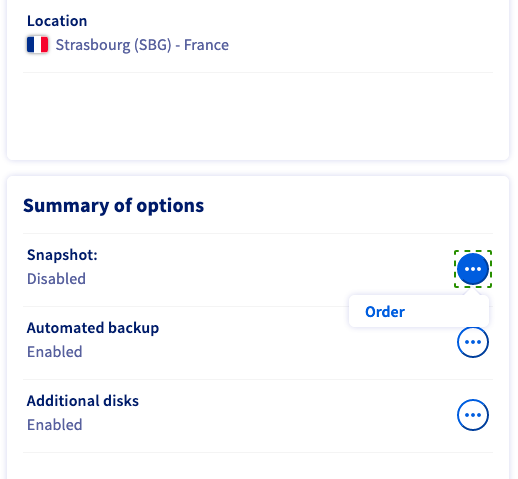 Location
Strasbourg (SBG) - France
Summary of options
Snapshot:
Disabled
Order
Automated backup
Enabled
Additional disks
Enabled